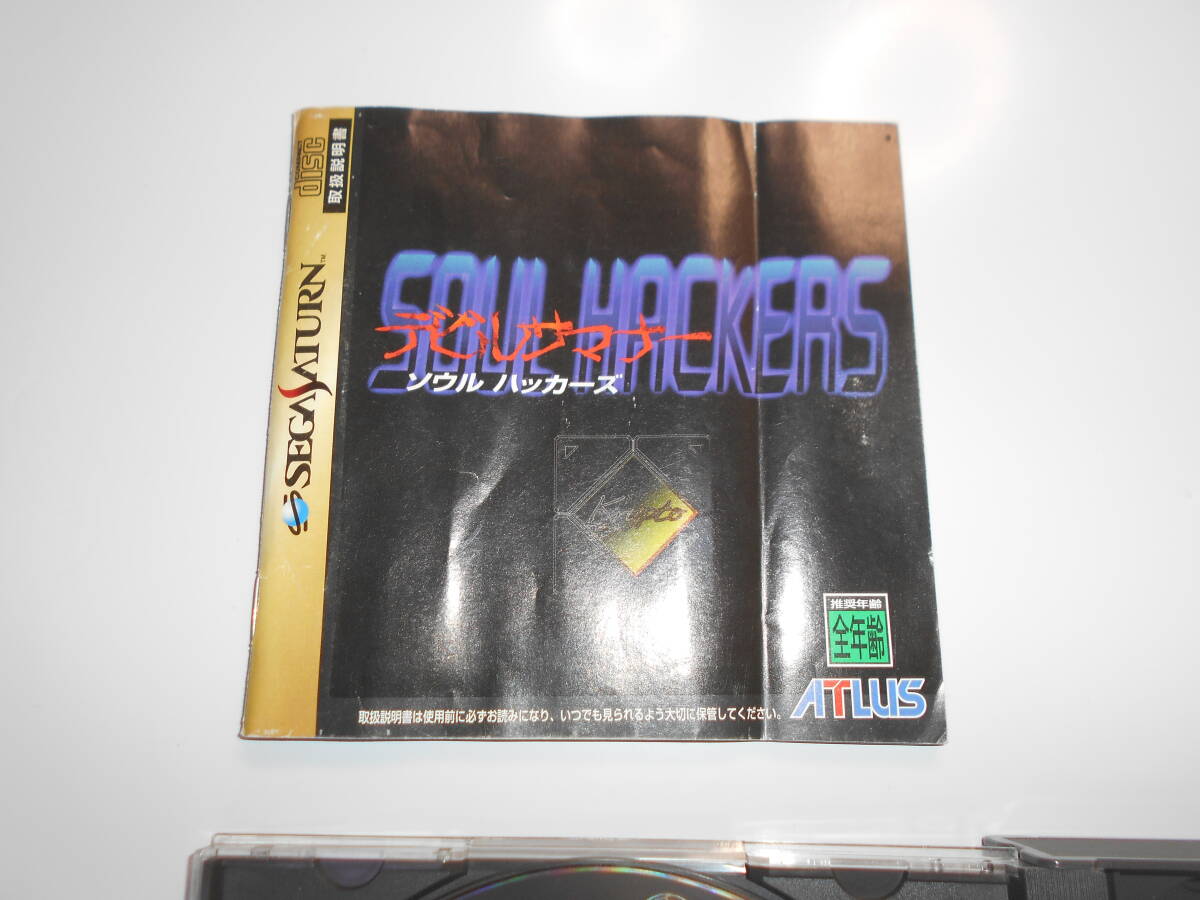 COMPACT
disc
取扱説明書
SEGA SATURN™
SOUL HACKERS
デビルサマナー
ソウル ハッカーズ
Krypto
推奨年齢
全年齢
ATLUS
取扱説明書は使用前に必ずお読みになり、いつでも見られるよう大切に保管してください。